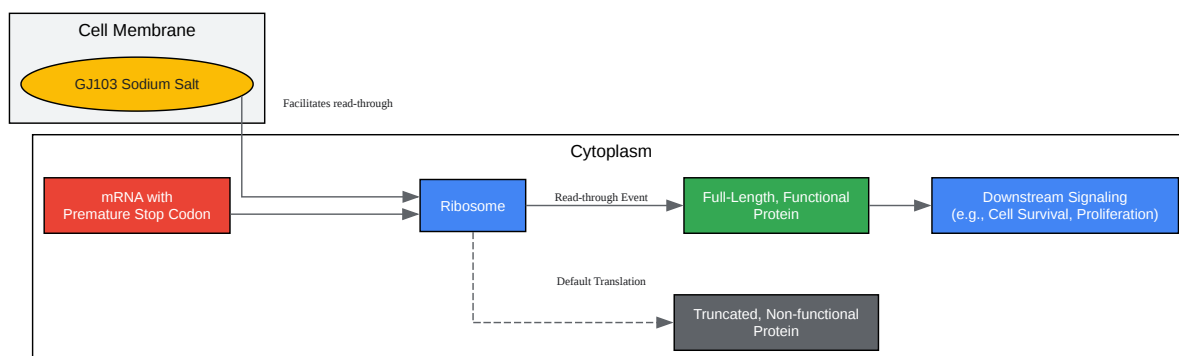 Cell Membrane
GJ103 Sodium Salt
Facilitates read-through
Cytoplasm
mRNA with
Premature Stop Codon
Ribosome
Read-through Event
Full-Length, Functional
Protein
Downstream Signaling
(e.g., Cell Survival, Proliferation)
Default Translation
Truncated, Non-functional
Protein